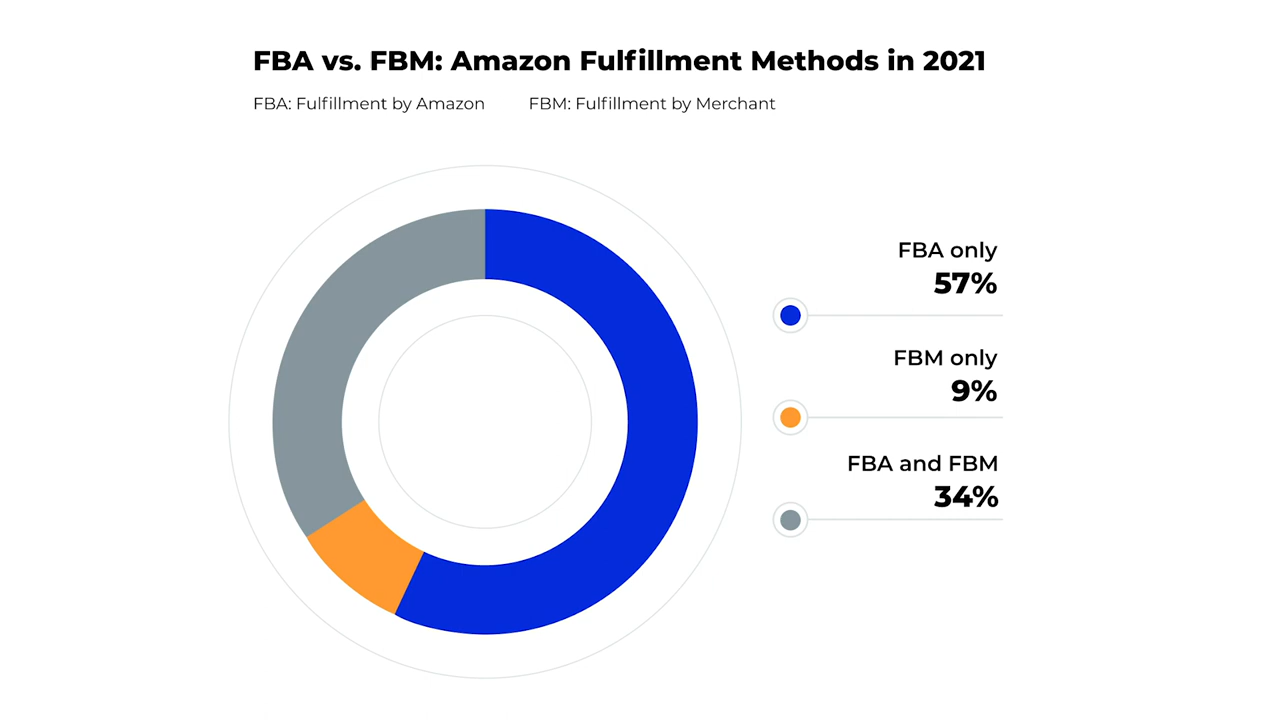 FBA vs. FBM: Amazon Fulfillment Methods in 2021
FBA: Fulfillment by Amazon FBM: Fulfillment by Merchant
FBA only
57%
FBM only
9%
FBA and FBM
34%